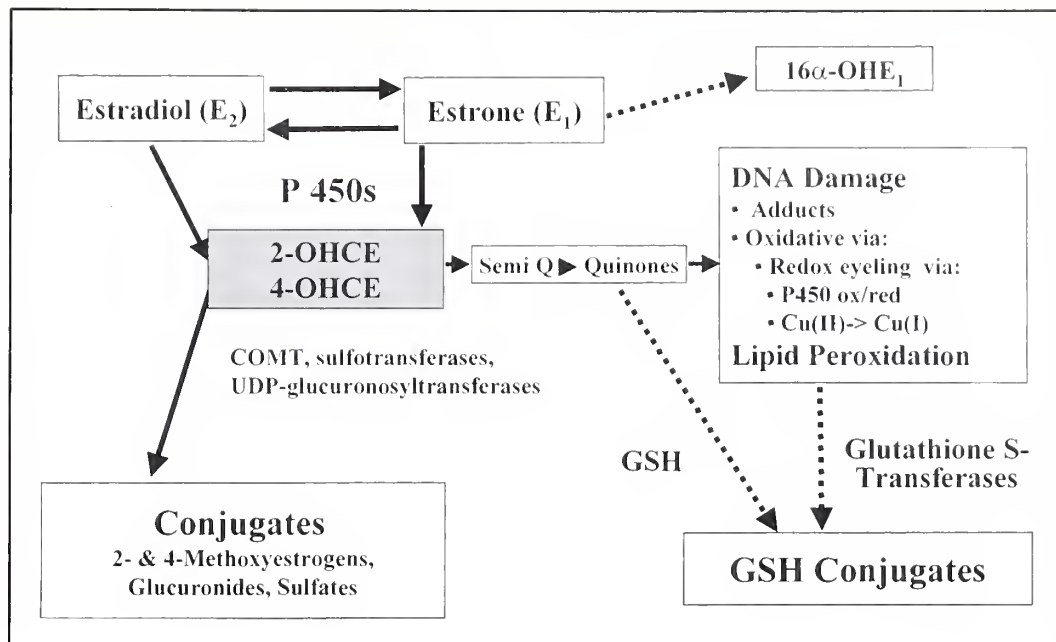 Estradiol (E₂)
Estrone (E₁)
16α-OHE₁
P 450s
2-OHCE
4-OHCE
Semi Q ▶ Quinones
DNA Damage
• Adducts
• Oxidative via:
• Redox eyeling via:
• P450 ox/red
• Cu(II)-> Cu(I)
Lipid Peroxidation
COMT, sulfotransferases,
UDP-glucuronosyltransferases
GSH
Glutathione S-
Transferases
Conjugates
2- & 4-Methoxyestrogens,
Glucuronides, Sulfates
GSH Conjugates